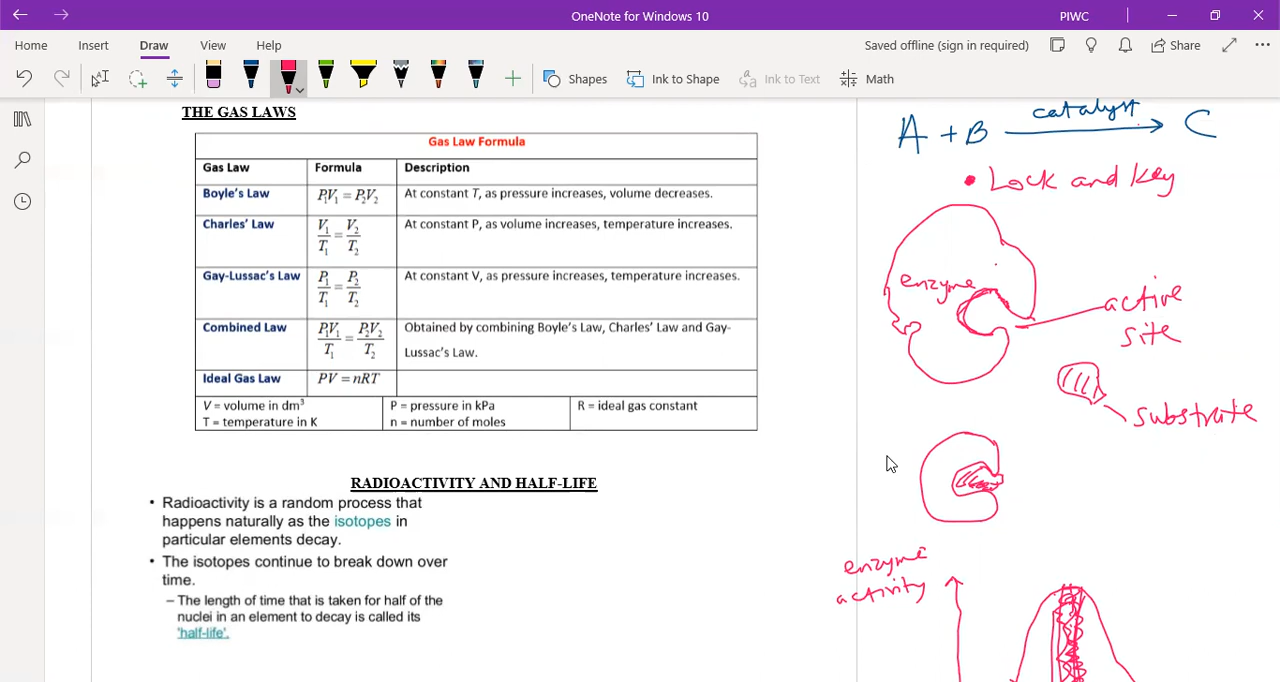 OneNote for Windows 10
PIWC
Home Insert Draw View Help
Saved offline (sign in required)
Share
Shapes
Ink to Shape
Ink to Text
Math
THE GAS LAWS
Gas Law Formula
Gas Law Formula Description
Boyle's Law P₁V₁ = P₂V₂ At constant T, as pressure increases, volume decreases.
Charles' Law V₁/T₁ = V₂/T₂ At constant P, as volume increases, temperature increases.
Gay-Lussac's Law P₁/T₁ = P₂/T₂ At constant V, as pressure increases, temperature increases.
Combined Law P₁V₁/T₁ = P₂V₂/T₂ Obtained by combining Boyle's Law, Charles' Law and Gay-
Lussac's Law.
Ideal Gas Law PV = nRT
V = volume in dm³ P = pressure in kPa R = ideal gas constant
T = temperature in K n = number of moles
RADIOACTIVITY AND HALF-LIFE
• Radioactivity is a random process that
happens naturally as the isotopes in
particular elements decay.
• The isotopes continue to break down over
time.
– The length of time that is taken for half of the
nuclei in an element to decay is called its
'half-life'.
catalyst
A + B → C
• Lock and Key
enzyme
active
site
substrate
enzyme
activity